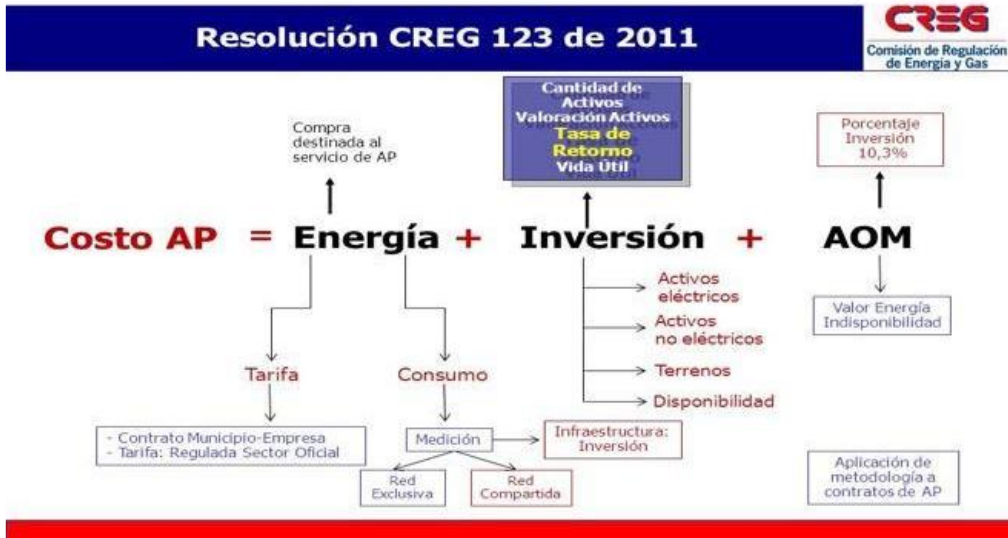 Resolución CREG 123 de 2011
CREG
Comisión de Regulación
de Energía y Gas
Cantidad de
Activos
Valoración Activos
Tasa de
Retorno
Vida Útil
Compra
destinada al
servicio de AP
Porcentaje
Inversión
10,3%
Costo AP = Energía + Inversión + AOM
Activos
eléctricos
Activos
no eléctricos
Terrenos
Disponibilidad
Valor Energía
Indisponibilidad
Tarifa
Consumo
- Contrato Municipio-Empresa
- Tarifa: Regulada Sector Oficial
Medición
Infraestructura:
Inversión
Red
Exclusiva
Red
Compartida
Aplicación de
metodología a
contratos de AP